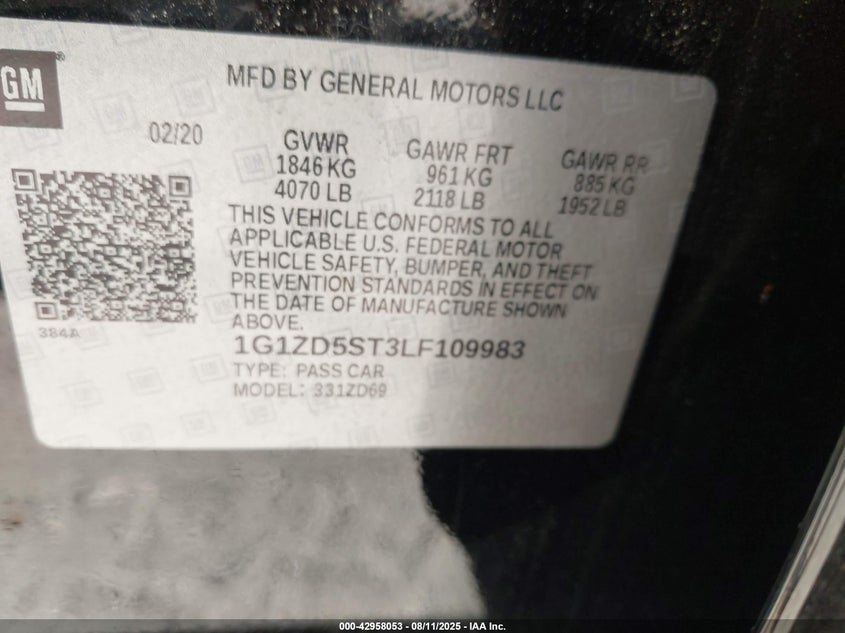 GM
MFD BY GENERAL MOTORS LLC
02/20
GVWR
1846 KG
4070 LB
GAWR FRT
961 KG
2118 LB
GAWR RR
885 KG
1952 LB
THIS VEHICLE CONFORMS TO ALL
APPLICABLE U.S. FEDERAL MOTOR
VEHICLE SAFETY, BUMPER, AND THEFT
PREVENTION STANDARDS IN EFFECT ON
THE DATE OF MANUFACTURE SHOWN
ABOVE.
384A
1G1ZD5ST3LF109983
TYPE: PASS CAR
MODEL: 331ZD69
000-42958053 - 08/11/2025 - IAA Inc.